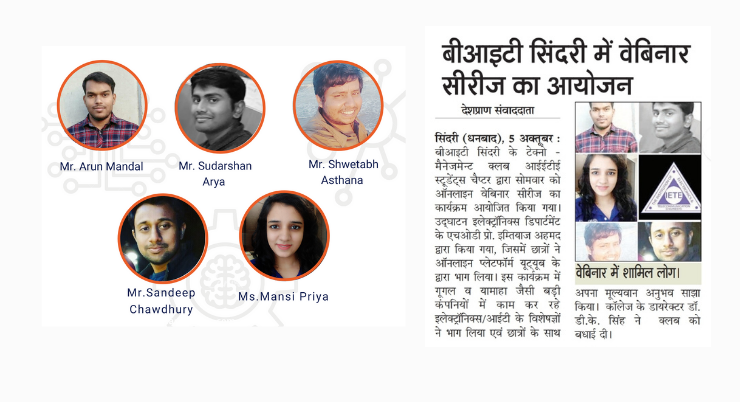 Mr. Arun Mandal
Mr. Sudarshan
Arya
Mr. Shwetabh
Asthana
Mr.Sandeep
Chawdhury
Ms.Mansi Priya
बीआइटी सिंदरी में वेबिनार
सीरीज का आयोजन
देशप्राण संवाददाता
सिंदरी (धनबाद), 5 अक्तूबर :
बीआइटी सिंदरी के टेक्नो -
मैनेजमेन्ट क्लब आईईटीई
स्टूडेंट्स चैप्टर द्वारा सोमवार को
ऑनलाइन वेबिनार सीरीज का
कार्यक्रम आयोजित किया गया।
उद्घाटन इलेक्ट्रॉनिक्स डिपार्टमेंट
के एचओडी प्रो. इम्तियाज अहमद
द्वारा किया गया, जिसमें छात्रों ने
ऑनलाइन प्लेटफॉर्म यूट्यूब के
द्वारा भाग लिया। इस कार्यक्रम में
गूगल व यामाहा जैसी बड़ी
कंपनियों में काम कर रहे
इलेक्ट्रॉनिक्स/आईटी के विशेषज्ञों
ने भाग लिया एवं छात्रों के साथ
IETE
वेबिनार में शामिल लोग।
अपना मूल्यवान अनुभव साझा
किया। कॉलेज के डायरेक्टर डॉ.
डी.के. सिंह ने क्लब को
बधाई दी।